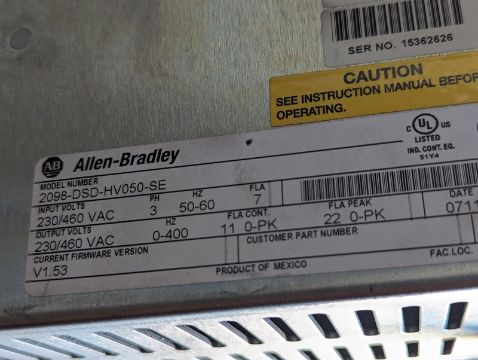 SER NO. 15362626
CAUTION
SEE INSTRUCTION MANUAL BEFOR
OPERATING.
C UL US
LISTED
IND. CONT. EQ.
51Y4
AB Allen-Bradley
MODEL NUMBER
2098-DSD-HV050-SE
INPUT VOLTS PH HZ FLA
230/460 VAC 3 50-60 7
OUTPUT VOLTS HZ FLA CONT. FLA PEAK DATE
230/460 VAC 0-400 11 0-PK 22 0-PK 0711
CURRENT FIRMWARE VERSION CUSTOMER PART NUMBER
V1.53 PRODUCT OF MEXICO FAC.LOC.